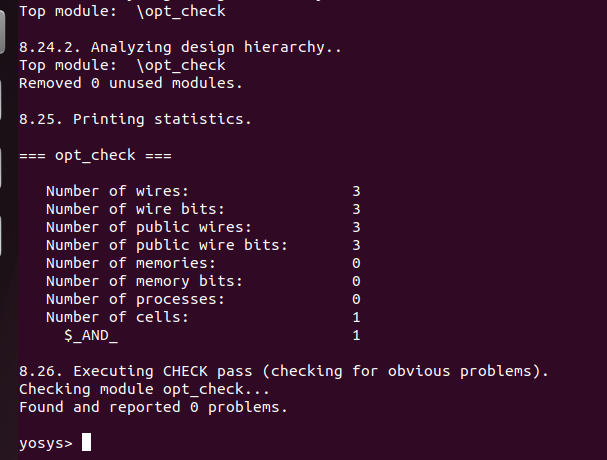 Top module:  \opt_check
8.24.2. Analyzing design hierarchy..
Top module:  \opt_check
Removed 0 unused modules.
8.25. Printing statistics.
=== opt_check ===
Number of wires:                  3
Number of wire bits:              3
Number of public wires:           3
Number of public wire bits:       3
Number of memories:               0
Number of memory bits:            0
Number of processes:              0
Number of cells:                  1
$_AND_                          1
8.26. Executing CHECK pass (checking for obvious problems).
Checking module opt_check...
Found and reported 0 problems.
yosys>